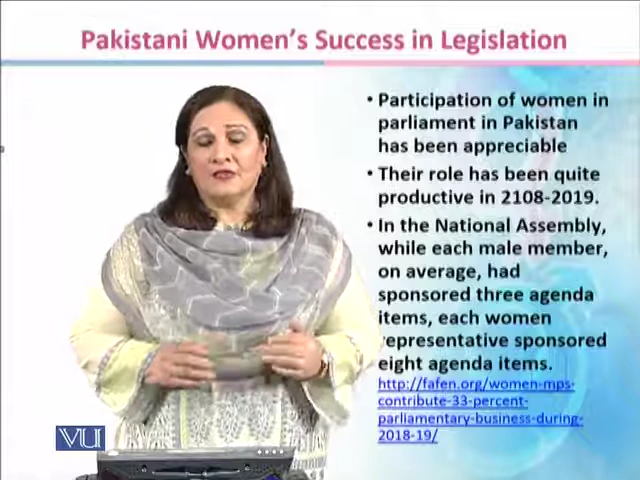 Pakistani Women's Success in Legislation
• Participation of women in
parliament in Pakistan
has been appreciable
• Their role has been quite
productive in 2108-2019.
• In the National Assembly,
while each male member,
on average, had
sponsored three agenda
items, each women
representative sponsored
eight agenda items.
http://fafen.org/women-mps-
contribute-33-percent-
parliamentary-business-during-
2018-19/
VU